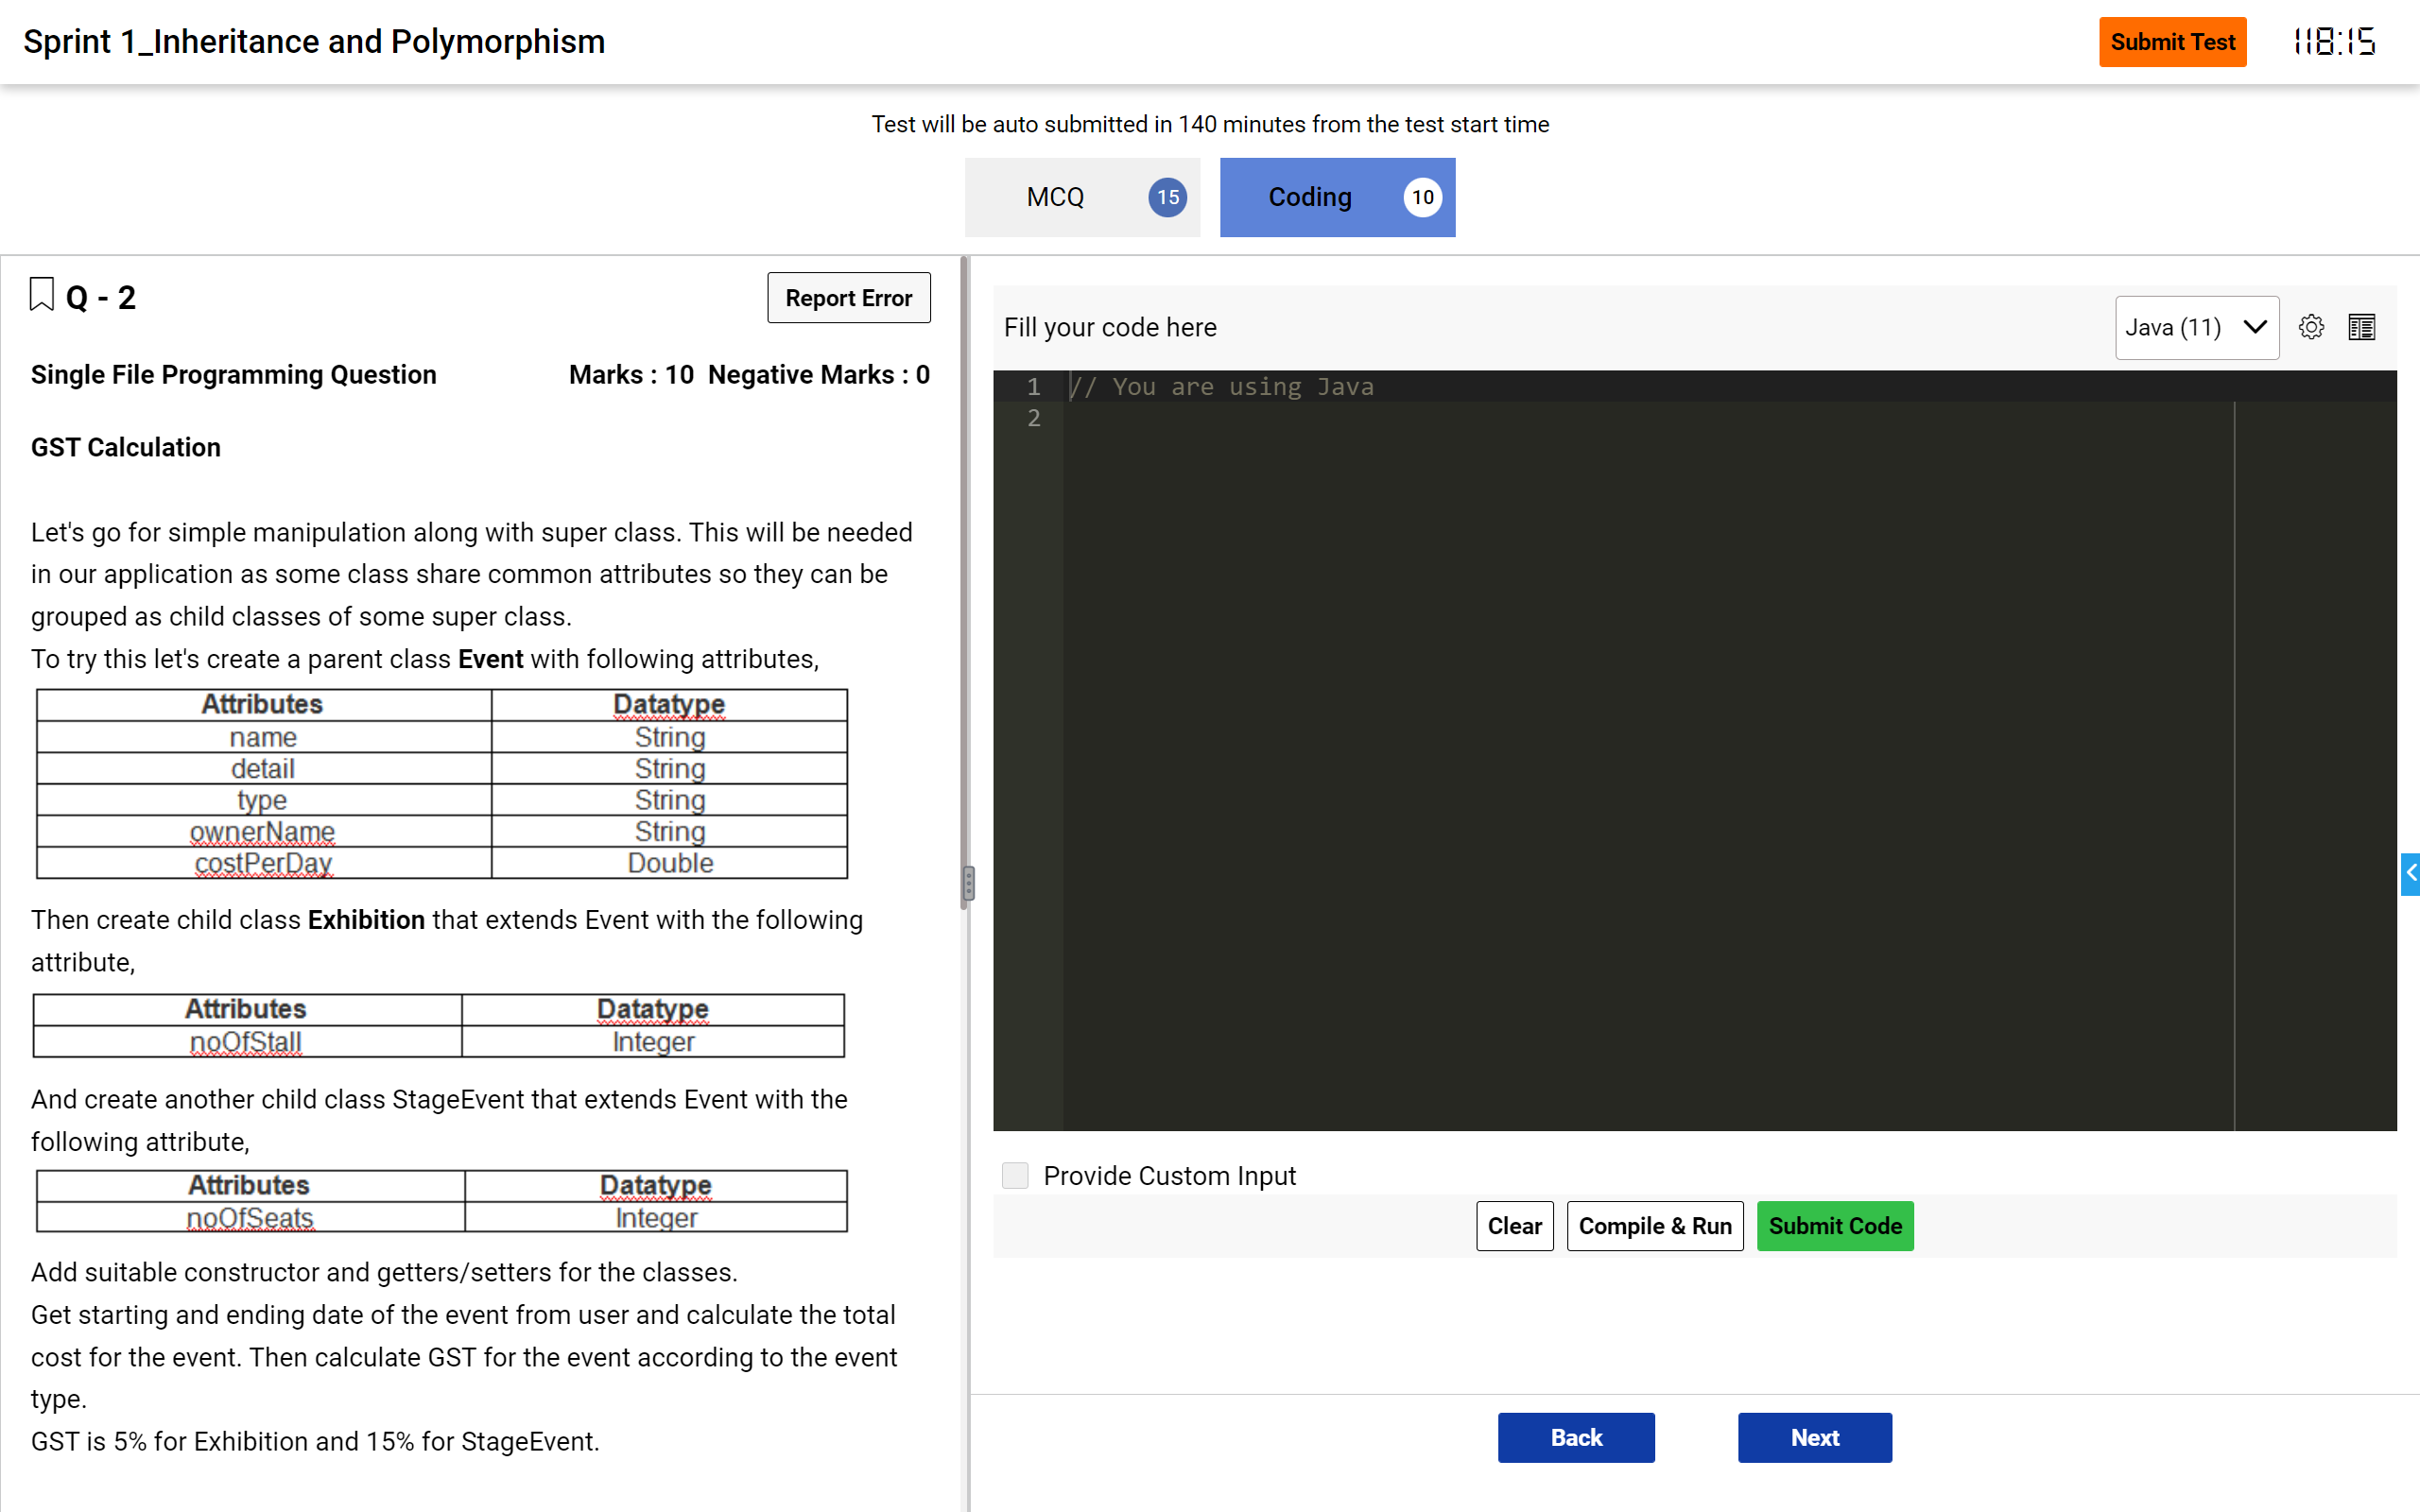 Sprint 1_Inheritance and Polymorphism
Submit Test
118:15
Test will be auto submitted in 140 minutes from the test start time
MCQ 15
Coding 10
Q - 2
Report Error
Single File Programming Question
Marks : 10 Negative Marks : 0
GST Calculation
Let's go for simple manipulation along with super class. This will be needed
in our application as some class share common attributes so they can be
grouped as child classes of some super class.
To try this let's create a parent class Event with following attributes,
Attributes Datatype
name String
detail String
type String
ownerName String
costPerDay Double
Then create child class Exhibition that extends Event with the following
attribute,
Attributes Datatype
noOfStall Integer
And create another child class StageEvent that extends Event with the
following attribute,
Attributes Datatype
noOfSeats Integer
Add suitable constructor and getters/setters for the classes.
Get starting and ending date of the event from user and calculate the total
cost for the event. Then calculate GST for the event according to the event
type.
GST is 5% for Exhibition and 15% for StageEvent.
Fill your code here
Java (11)
1 // You are using Java
2
Provide Custom Input
Clear
Compile & Run
Submit Code
Back
Next